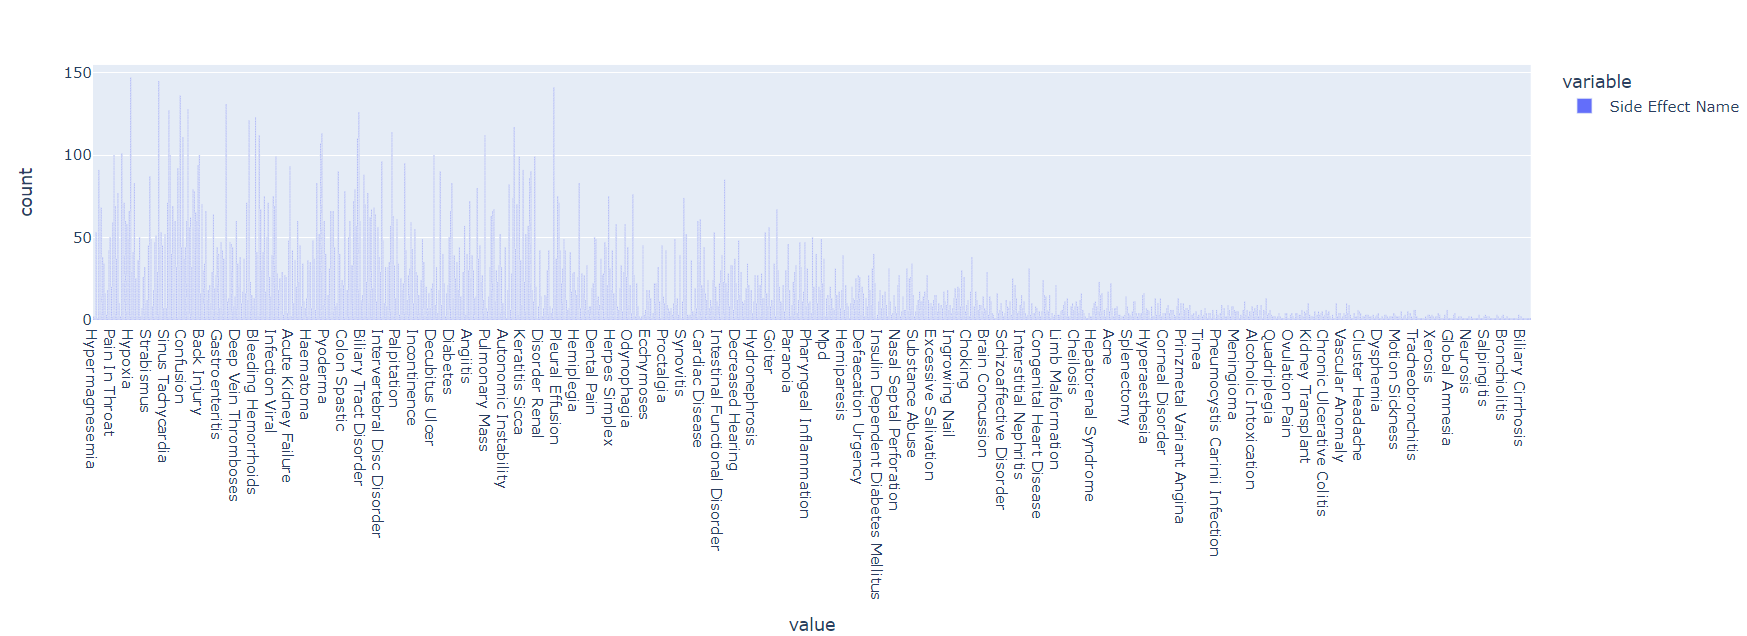 variable
Side Effect Name
count
150
100
50
0
Hypermagnesemia
Pain In Throat
Hypoxia
Strabismus
Sinus Tachycardia
Confusion
Back Injury
Gastroenteritis
Deep Vein Thromboses
Bleeding Hemorrhoids
Infection Viral
Acute Kidney Failure
Haematoma
Pyoderma
Colon Spastic
Biliary Tract Disorder
Intervertebral Disc Disorder
Palpitation
Incontinence
Decubitus Ulcer
Diabetes
Angiitis
Pulmonary Mass
Autonomic Instability
Keratitis Sicca
Disorder Renal
Pleural Effusion
Hemiplegia
Dental Pain
Herpes Simplex
Odynophagia
Ecchymoses
Proctalgia
Synovitis
Cardiac Disease
Intestinal Functional Disorder
Decreased Hearing
Hydronephrosis
Goiter
Paranoia
Pharyngeal Inflammation
Mpd
Hemiparesis
Defaecation Urgency
Insulin Dependent Diabetes Mellitus
Nasal Septal Perforation
Substance Abuse
Excessive Salivation
Ingrowing Nail
Choking
Brain Concussion
Schizoaffective Disorder
Interstitial Nephritis
Congenital Heart Disease
Limb Malformation
Cheilosis
Hepatorenal Syndrome
Acne
Splenectomy
Hyperaesthesia
Corneal Disorder
Prinzmetal Variant Angina
Tinea
Pneumocystis Carinii Infection
Meningioma
Alcoholic Intoxication
Quadriplegia
Ovulation Pain
Kidney Transplant
Chronic Ulcerative Colitis
Vascular Anomaly
Cluster Headache
Dysphemia
Motion Sickness
Tracheobronchitis
Xerosis
Global Amnesia
Neurosis
Salpingitis
Bronchiolitis
Biliary Cirrhosis
value